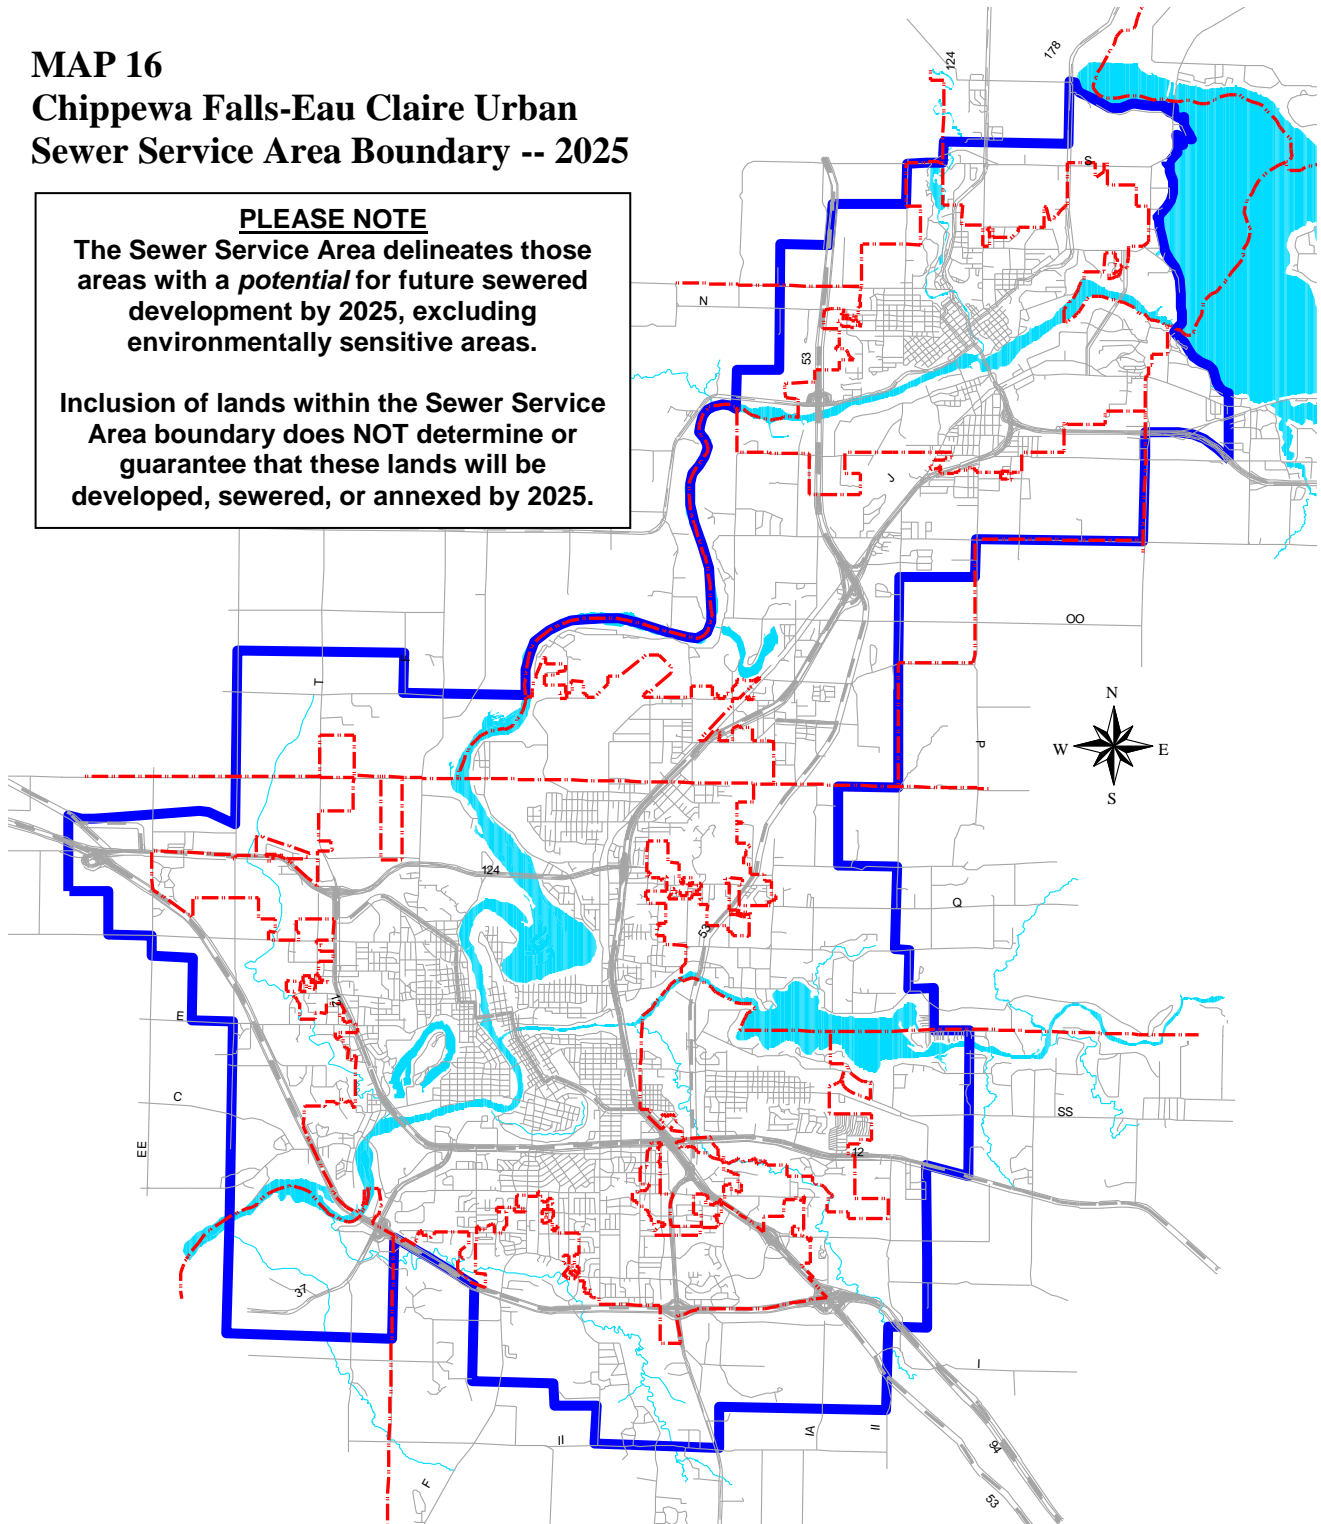 MAP 16
Chippewa Falls-Eau Claire Urban
Sewer Service Area Boundary -- 2025
PLEASE NOTE
The Sewer Service Area delineates those
areas with a potential for future sewered
development by 2025, excluding
environmentally sensitive areas.
Inclusion of lands within the Sewer Service
Area boundary does NOT determine or
guarantee that these lands will be
developed, sewered, or annexed by 2025.
124
178
S
N
53
J
OO
T
N
W
E
S
P
124
Q
53
E
C
SS
EE
12
37
I
IA
II
II
94
F
53